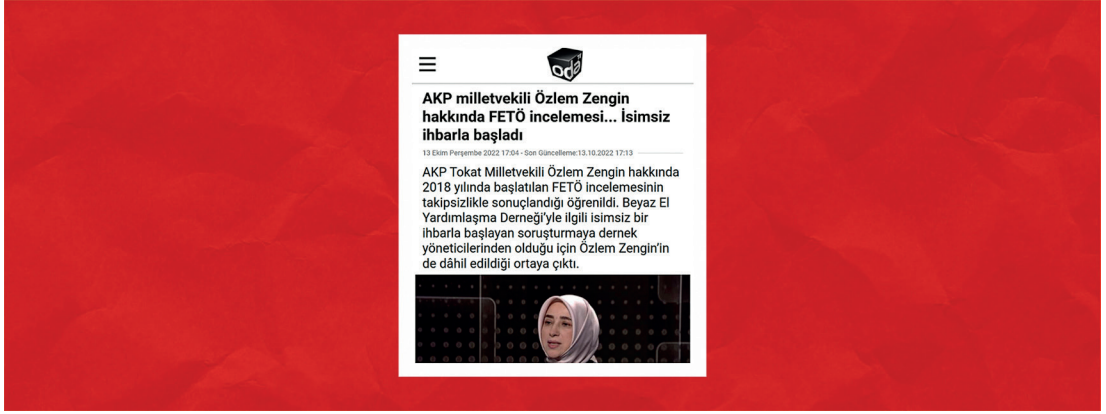 oda
AKP milletvekili Özlem Zengin
hakkında FETÖ incelemesi... İsimsiz
ihbarla başladı
13 Ekim Perşembe 2022 17:04 - Son Güncelleme:13.10.2022 17:13
AKP Tokat Milletvekili Özlem Zengin hakkında
2018 yılında başlatılan FETÖ incelemesinin
takipsizlikle sonuçlandığı öğrenildi. Beyaz El
Yardımlaşma Derneği'yle ilgili isimsiz bir
ihbarla başlayan soruşturmaya dernek
yöneticilerinden olduğu için Özlem Zengin'in
de dâhil edildiği ortaya çıktı.